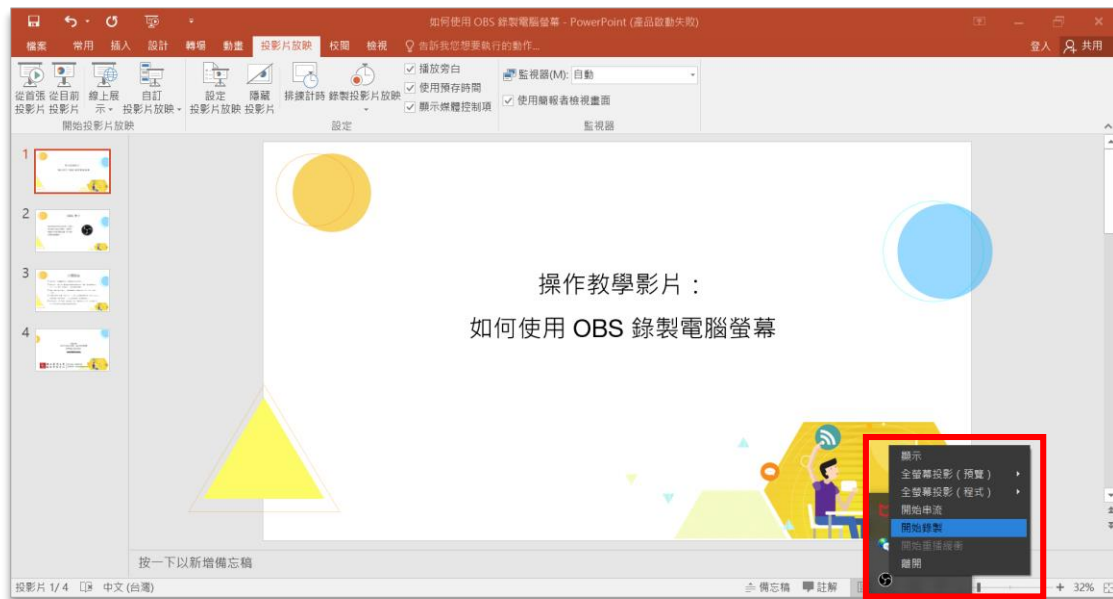 如何使用 OBS 錄製電腦螢幕 - PowerPoint (產品啟動失敗)
檔案 常用 插入 設計 轉場 動畫 投影片放映 校閱 檢視 告訴我您想要執行的動作... 登入 共用
從首張投影片
從目前投影片
線上展示
自訂投影片放映
設定投影片放映
隱藏投影片
排練計時
錄製投影片放映
播放旁白
使用預存時間
顯示媒體控制項
監視器(M): 自動
使用簡報者檢視畫面
開始投影片放映 設定 監視器
1
2
3
4
操作教學影片：
如何使用 OBS 錄製電腦螢幕
顯示
全螢幕投影（預覽）
全螢幕投影（程式）
開始串流
開始錄製
開始重播緩衝
離開
按一下以新增備忘稿
投影片 1/4 中文 (台灣) 備忘稿 註解 32%